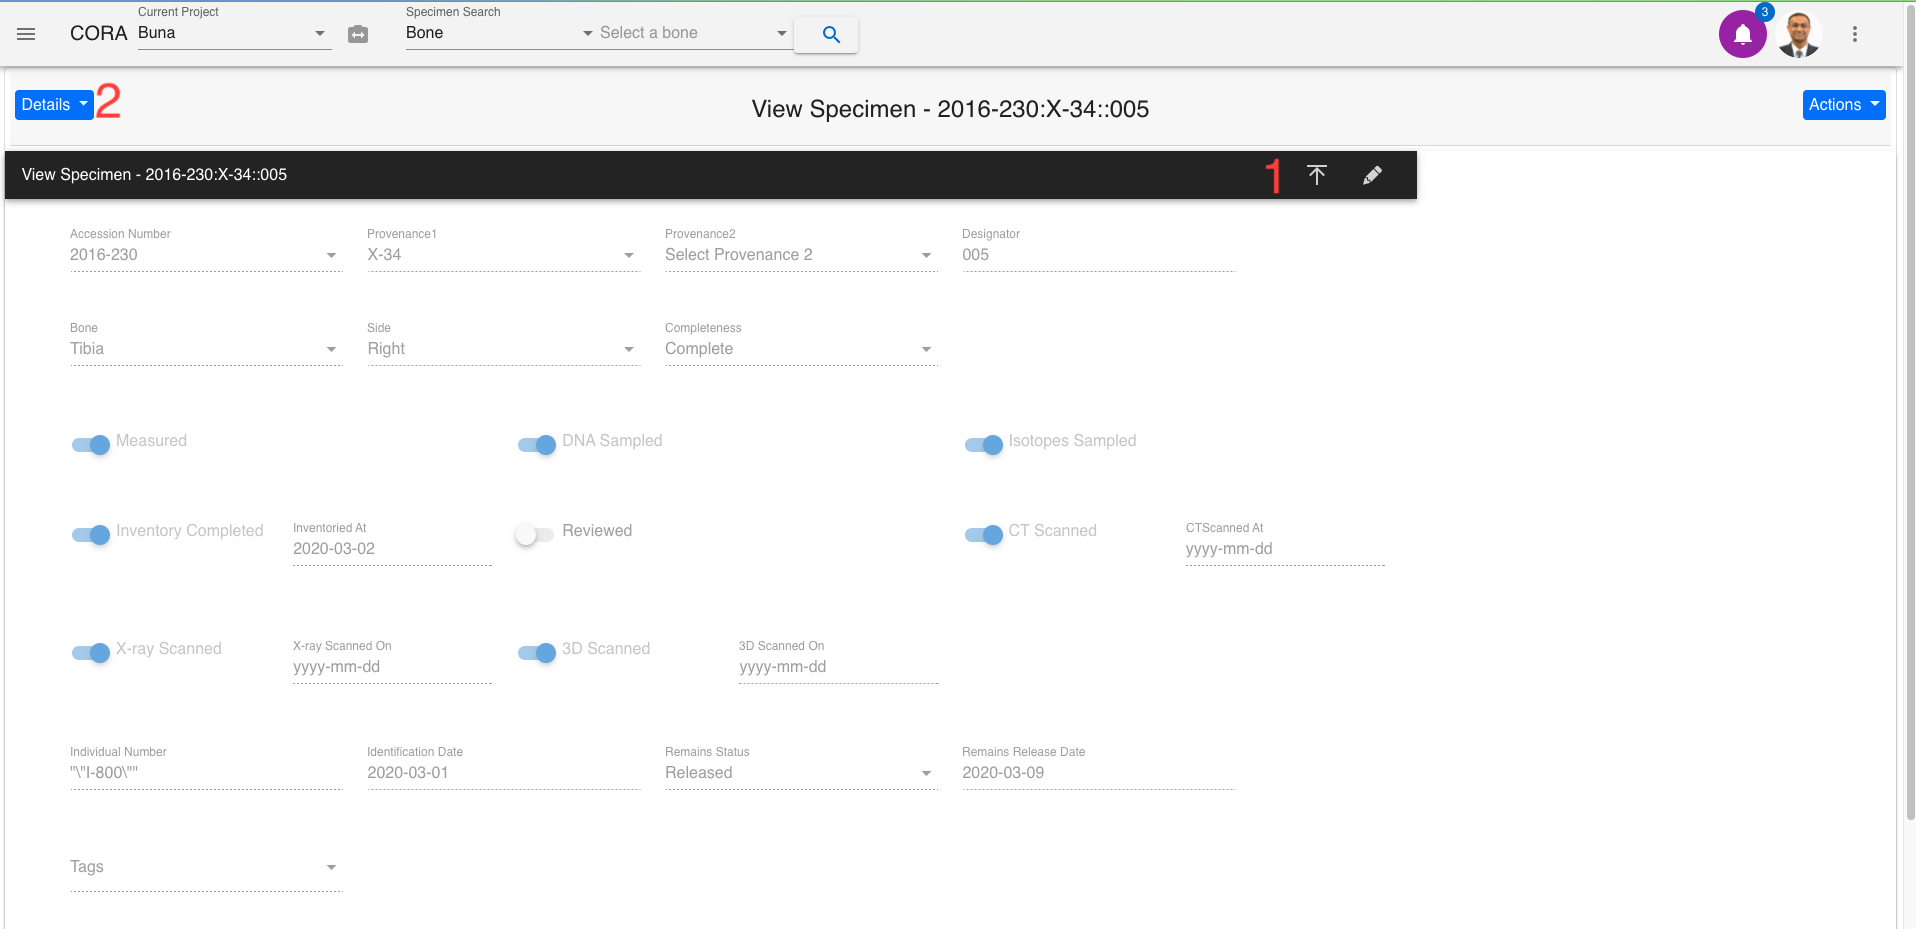 Current Project
Specimen Search
CORA Buna Bone Select a bone
3
Details 2
View Specimen - 2016-230:X-34::005
Actions
View Specimen - 2016-230:X-34::005
1
Accession Number Provenance1 Provenance2 Designator
2016-230 X-34 Select Provenance 2 005
Bone Side Completeness
Tibia Right Complete
Measured DNA Sampled Isotopes Sampled
Inventory Completed
Inventoried At
2020-03-02
Reviewed
CT Scanned
CTScanned At
yyyy-mm-dd
X-ray Scanned
X-ray Scanned On
yyyy-mm-dd
3D Scanned
3D Scanned On
yyyy-mm-dd
Individual Number Identification Date Remains Status Remains Release Date
"\"I-800\"" 2020-03-01 Released 2020-03-09
Tags